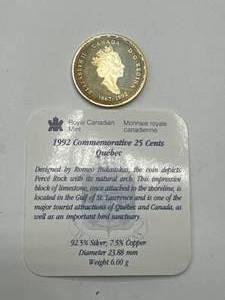 ELIZABETH II CANADA D·G·REGINA
1867-1992
Royal Canadian Mint
Monnaie royale canadienne
1992 Commemorative 25 Cents
Québec
Designed by Romeo Bukauskas, the coin depicts
Percé Rock with its natural arch. This impressive
block of limestone, once attached to the shoreline, is
located in the Gulf of St. Lawrence and is one of the
major tourist attractions of Québec and Canada, as
well as an important bird sanctuary.
92.5% Silver, 7.5% Copper
Diameter 23.88 mm
Weight 6.00 g